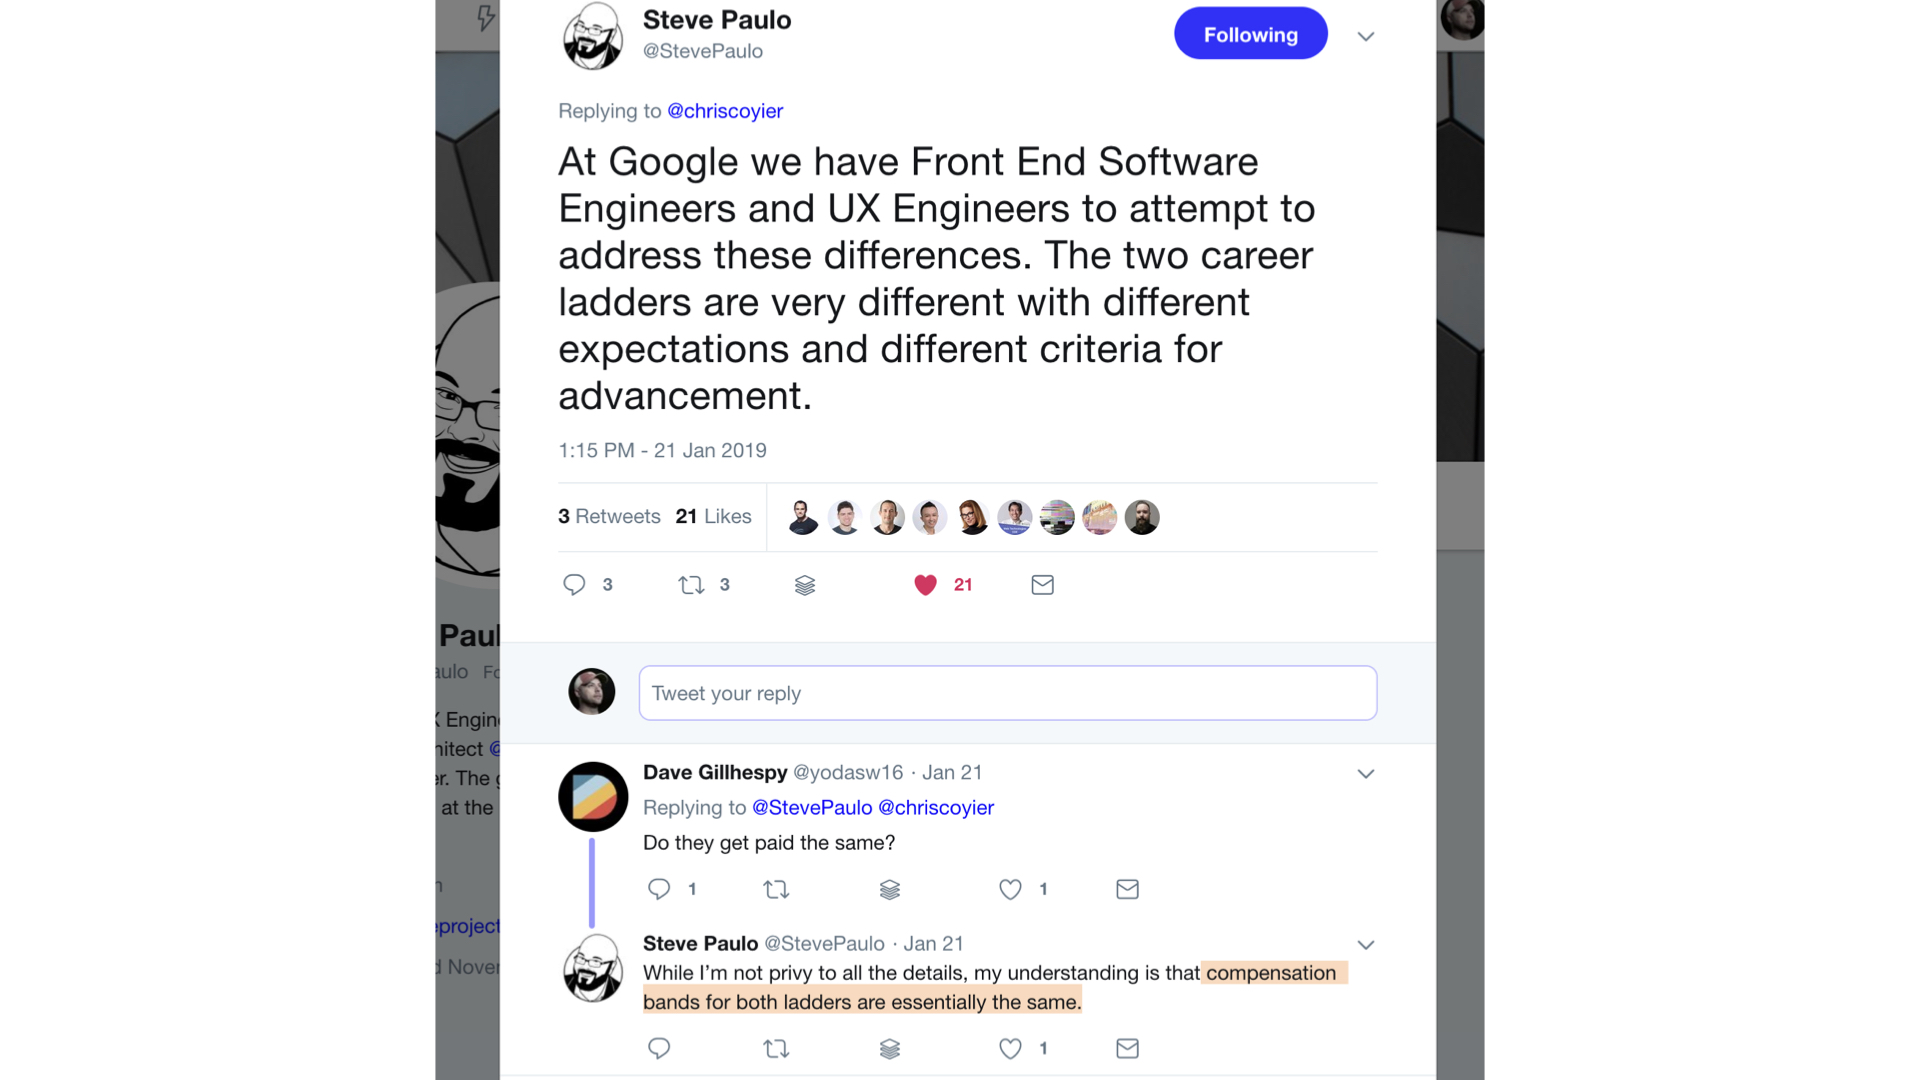 Steve Paulo
@StevePaulo
Following
Replying to @chriscoyier
At Google we have Front End Software
Engineers and UX Engineers to attempt to
address these differences. The two career
ladders are very different with different
expectations and different criteria for
advancement.
1:15 PM - 21 Jan 2019
3 Retweets 21 Likes
3 3 21
Tweet your reply
Dave Gillhespy @yodasw16 · Jan 21
Replying to @StevePaulo @chriscoyier
Do they get paid the same?
1 1
Steve Paulo @StevePaulo · Jan 21
While I’m not privy to all the details, my understanding is that compensation
bands for both ladders are essentially the same.
1
Paul
aulo Fo
X Engin
hitect @
er. The g
at the
n
eproject
d Nover